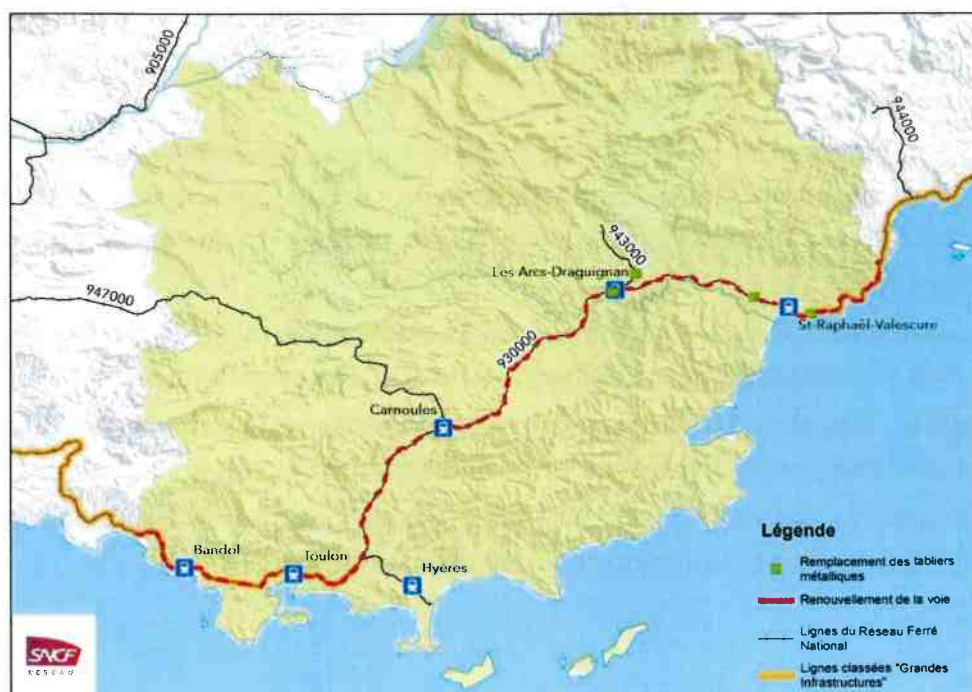 905000
944000
943000
Les Arcs-Draguignan
947000
St-Raphaël-Valescure
930000
Carnoules
Légende
Bandol
Toulon
Hyères
Remplacement des tabliers
métalliques
Renouvellement de la voie
Lignes du Réseau Ferré
National
Lignes classées "Grandes
Infrastructures"
SNCF
RESEAU